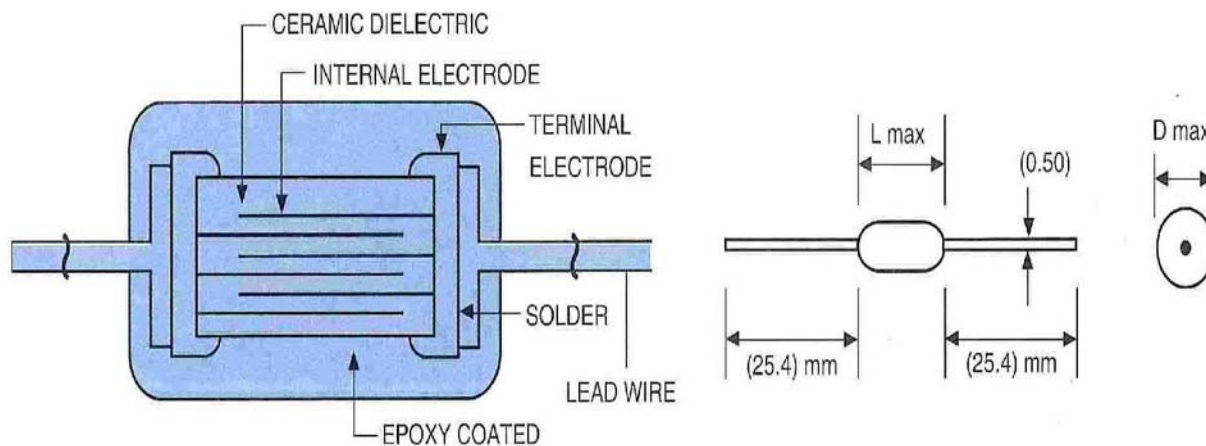 CERAMIC DIELECTRIC
INTERNAL ELECTRODE
TERMINAL
ELECTRODE
SOLDER
LEAD WIRE
EPOXY COATED
L max
(0.50)
D max
(25.4) mm
(25.4) mm